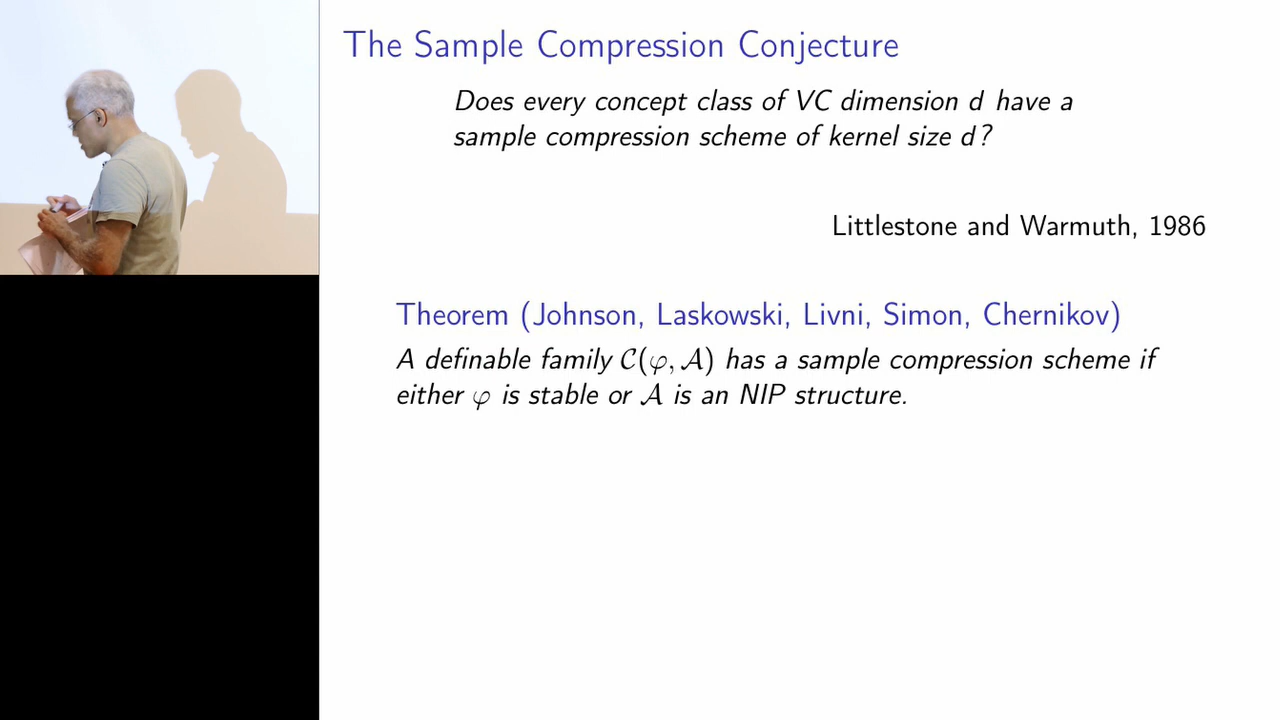 The Sample Compression Conjecture
Does every concept class of VC dimension d have a
sample compression scheme of kernel size d?
Littlestone and Warmuth, 1986
Theorem (Johnson, Laskowski, Livni, Simon, Chernikov)
A definable family 𝒞(φ, 𝒜) has a sample compression scheme if
either φ is stable or 𝒜 is an NIP structure.